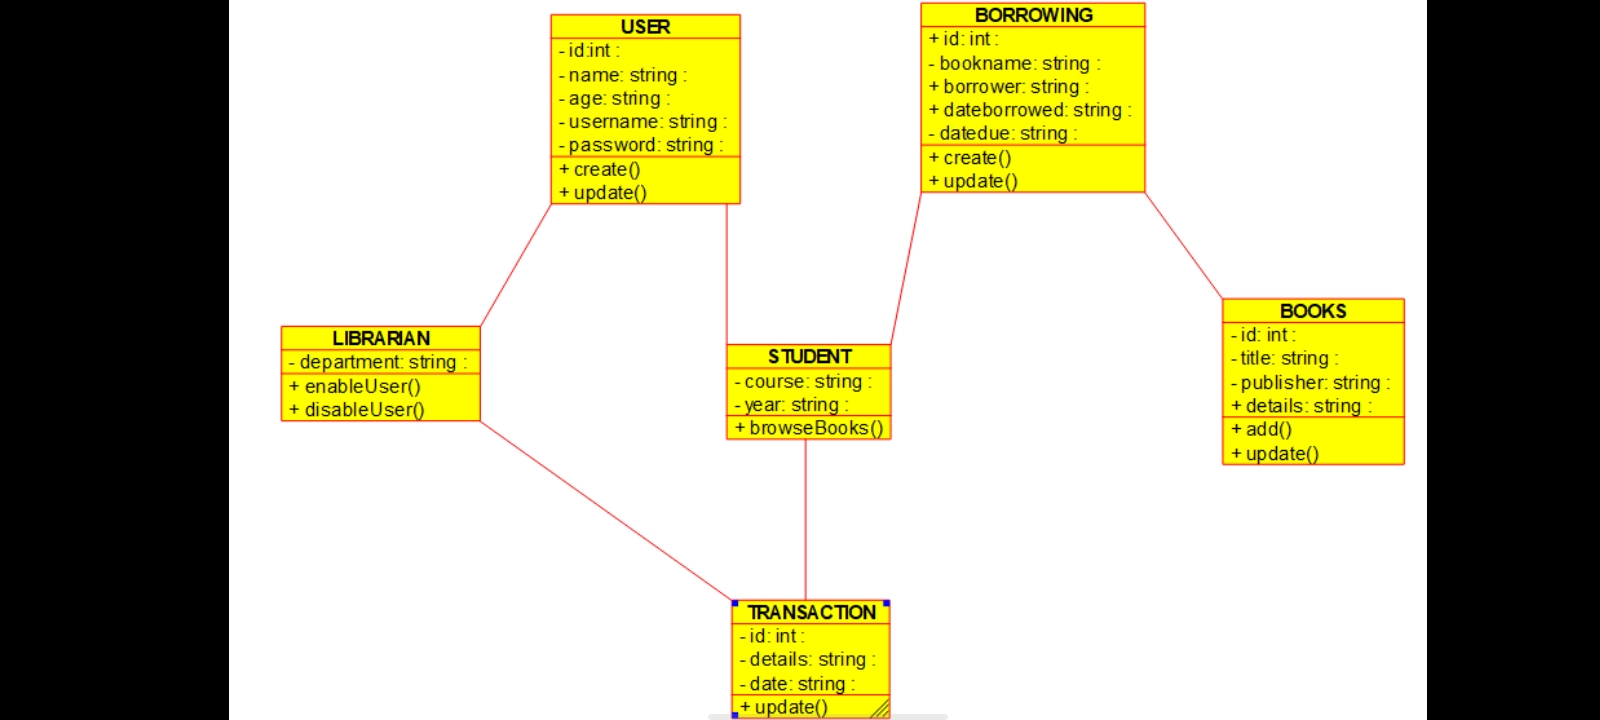 USER
- id:int :
- name: string :
- age: string :
- username: string :
- password: string :
+ create()
+ update()
BORROWING
+ id: int :
- bookname: string :
+ borrower: string :
+ dateborrowed: string :
- datedue: string :
+ create()
+ update()
LIBRARIAN
- department: string :
+ enableUser()
+ disableUser()
STUDENT
- course: string :
- year: string :
+ browseBooks()
BOOKS
- id: int :
- title: string :
- publisher: string :
+ details: string :
+ add()
+ update()
TRANSACTION
- id: int :
- details: string :
- date: string :
+ update()